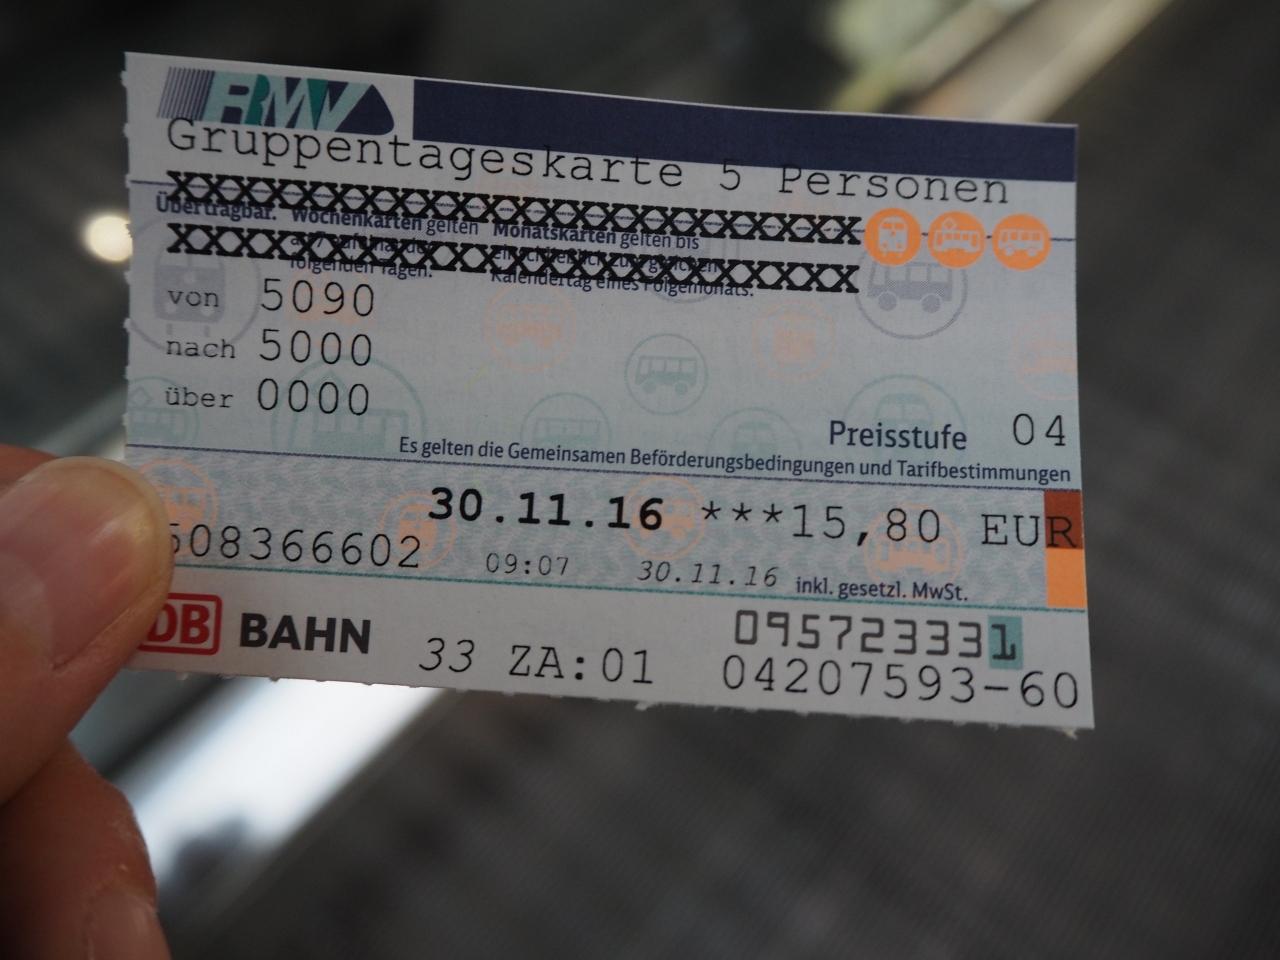 RMV
Gruppentageskarte 5 Personen
XXXXXXXXXXXXXXXXXXXXXXXXXX
Übertragbar. Wochenkarten gelten Monatskarten gelten bis
XXXXXXXXXXXXXXXXXXXXXXXXXX
folgenden Tagen. Kalendertag eines Folgemonats.
von 5090
nach 5000
über 0000
Preisstufe 04
Es gelten die Gemeinsamen Beförderungsbedingungen und Tarifbestimmungen
30.11.16 ***15,80 EUR
508366602 09:07 30.11.16 inkl. gesetzl. MwSt.
DB BAHN 33 ZA:01 095723331
04207593-60